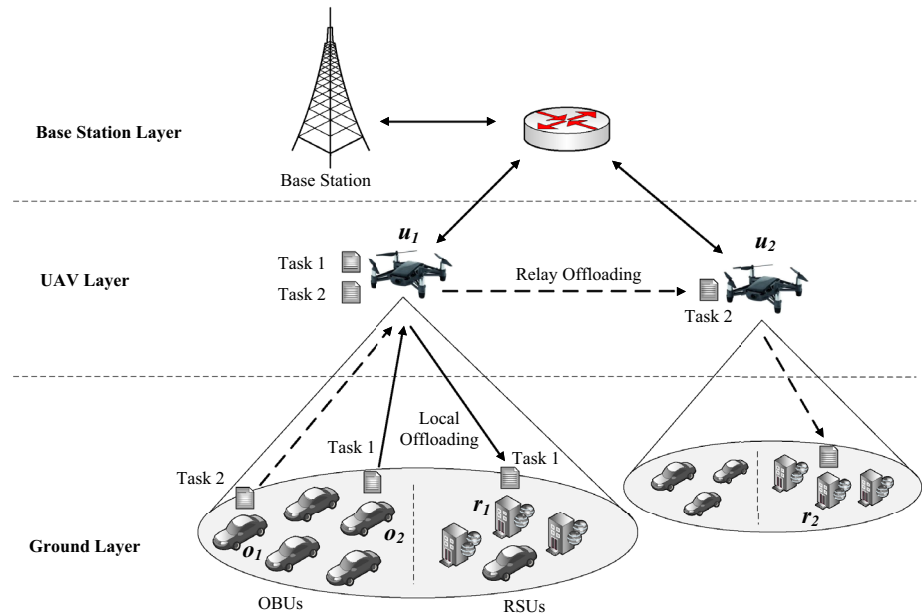 Base Station Layer
Base Station
u1
u2
Task 1
Task 2
UAV Layer
Relay Offloading
Task 2
Local
Offloading
Task 1
Task 1
Task 2
r1
o1
o2
r2
Ground Layer
OBUs
RSUs